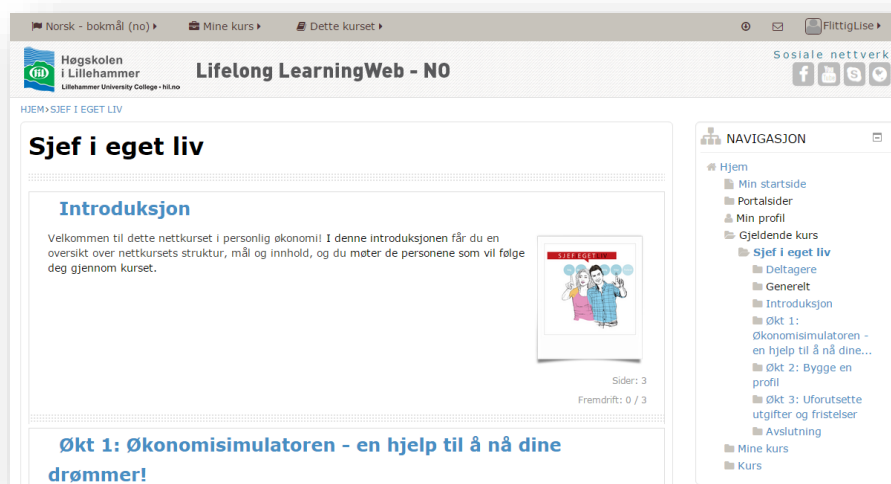 Norsk - bokmål (no) Mine kurs Dette kurset FlittigLise
Høgskolen
i Lillehammer
Lillehammer University College - hil.no
Lifelong LearningWeb - NO
Sosiale nettverk
HJEM›SJEF I EGET LIV
Sjef i eget liv
Introduksjon
Velkommen til dette nettkurset i personlig økonomi! I denne introduksjonen får du en
oversikt over nettkursets struktur, mål og innhold, og du møter de personene som vil følge
deg gjennom kurset.
SJEF EGET LIV
Sider: 3
Fremdrift: 0 / 3
Økt 1: Økonomisimulatoren - en hjelp til å nå dine
drømmer!
NAVIGASJON
Hjem
Min startside
Portalsider
Min profil
Gjeldende kurs
Sjef i eget liv
Deltagere
Generelt
Introduksjon
Økt 1:
Økonomisimulatoren -
en hjelp til å nå dine...
Økt 2: Bygge en
profil
Økt 3: Uforutsette
utgifter og fristelser
Avslutning
Mine kurs
Kurs